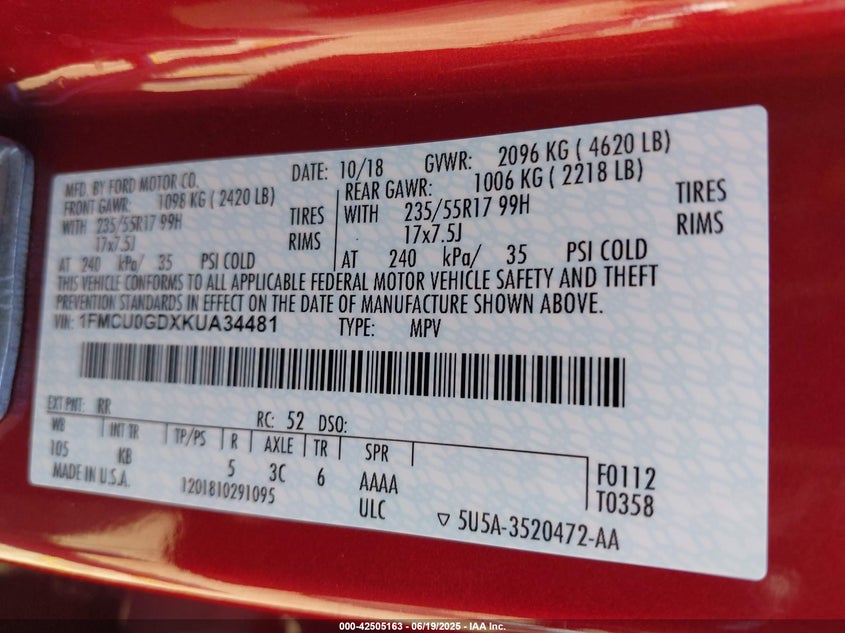 MFD. BY FORD MOTOR CO. DATE: 10/18 GVWR: 2096 KG ( 4620 LB)
FRONT GAWR: 1098 KG ( 2420 LB) REAR GAWR: 1006 KG ( 2218 LB)
WITH 235/55R17 99H TIRES WITH 235/55R17 99H TIRES
17x7.5J RIMS 17x7.5J RIMS
AT 240 kPa/ 35 PSI COLD AT 240 kPa/ 35 PSI COLD
THIS VEHICLE CONFORMS TO ALL APPLICABLE FEDERAL MOTOR VEHICLE SAFETY AND THEFT
PREVENTION STANDARDS IN EFFECT ON THE DATE OF MANUFACTURE SHOWN ABOVE.
VIN: 1FMCU0GDXKUA34481 TYPE: MPV
EXT PNT: RR RC: 52 DSO:
WB INT TR TP/PS R AXLE TR SPR
105 KB 5 3C 6 AAAA F0112
MADE IN U.S.A. 1201810291095 ULC T0358
▽ 5U5A-3520472-AA
000-42505163 - 06/19/2025 - IAA Inc.